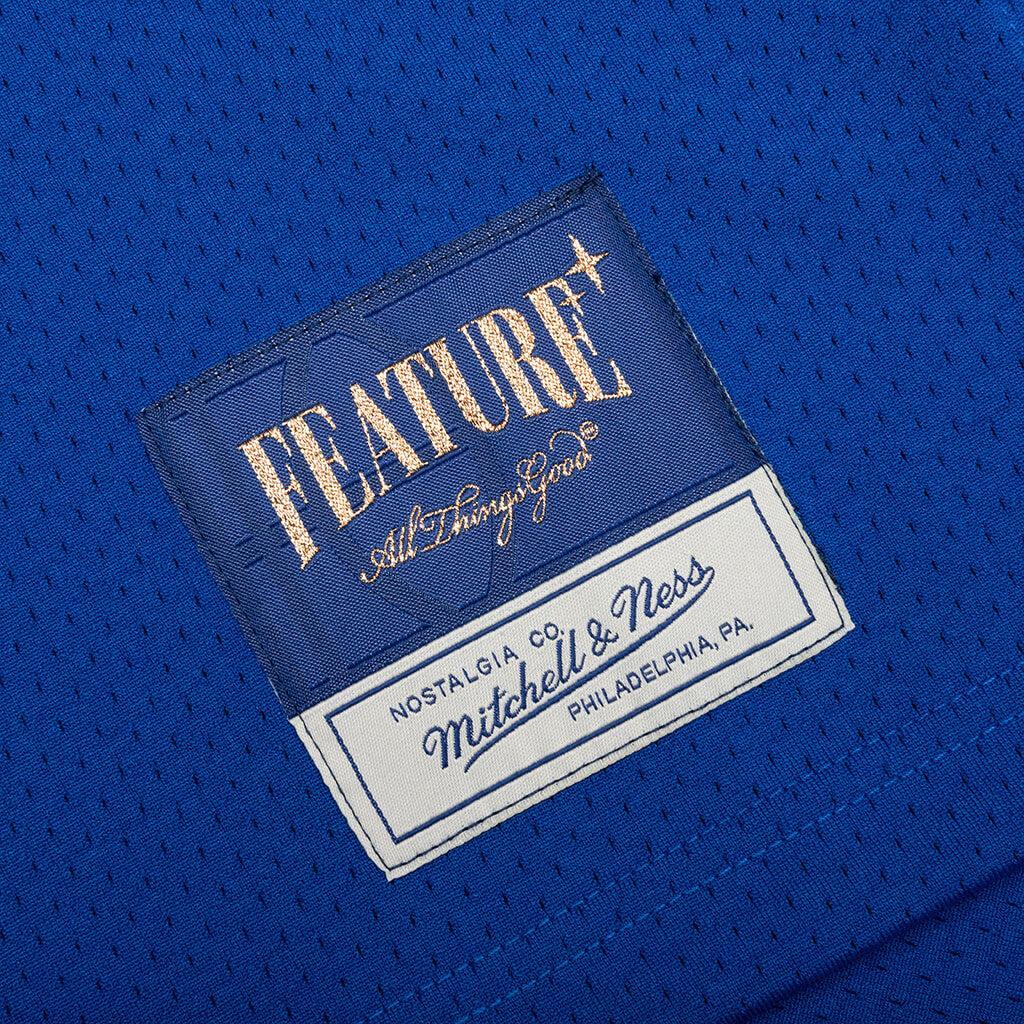 FEATURE
All Things Good
NOSTALGIA CO.
Mitchell & Ness
PHILADELPHIA, PA.